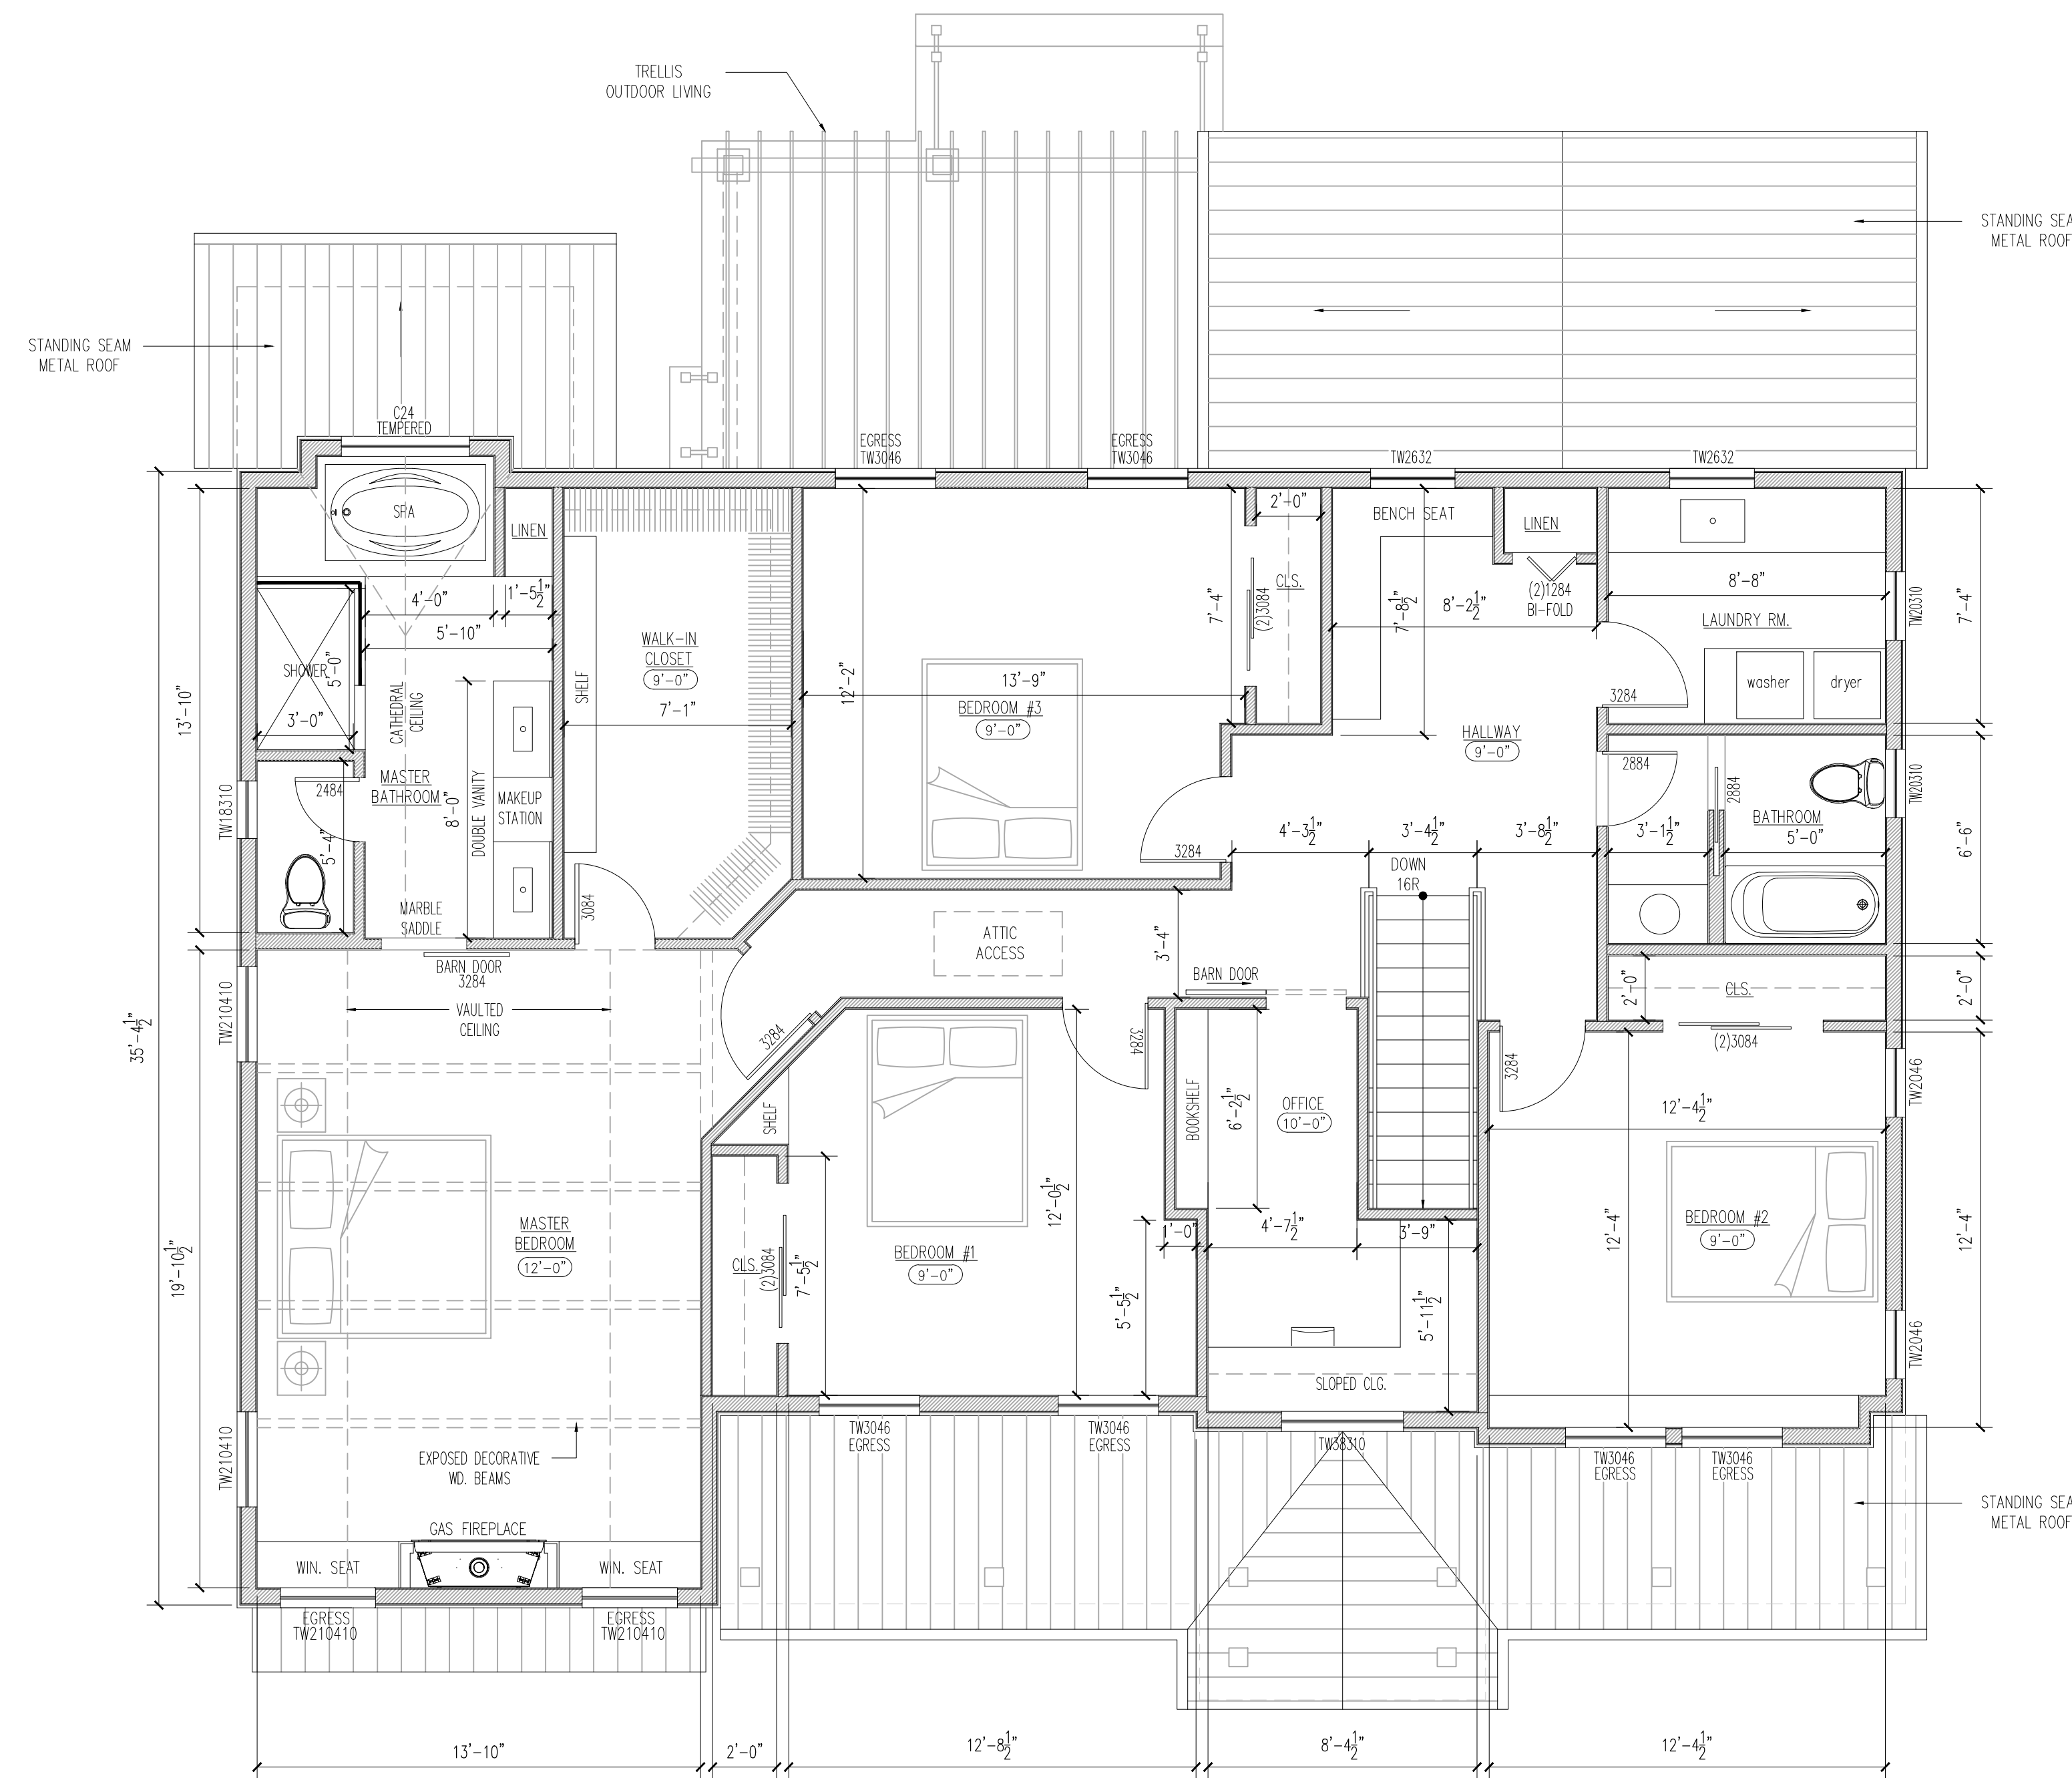 TRELLIS
OUTDOOR LIVING
STANDING SEA
METAL ROOF
STANDING SEAM
METAL ROOF
C24
TEMPERED
EGRESS
TW3046
EGRESS
TW3046
TW2632
TW2632
SPA
LINEN
2'-0"
BENCH SEAT
LINEN
CLS.
(2)3084
(2)1284
BI-FOLD
8'-8"
TW20310
7'-4"
4'-0"
1'-5 1/2"
5'-10"
WALK-IN
CLOSET
9'-0"
SHELF
7'-1"
12'-2"
13'-9"
BEDROOM #3
9'-0"
7'-4"
7'-8 1/2"
8'-2 1/2"
LAUNDRY RM.
washer
dryer
3284
SHOWER
5'-0"
3'-0"
CATHEDRAL
CEILING
13'-10"
HALLWAY
9'-0"
2884
2884
TW20310
MASTER
BATHROOM
2484
TW18310
8'-0"
DOUBLE VANITY
MAKEUP
STATION
5'-4"
BATHROOM
5'-0"
3'-1 1/2"
6'-6"
4'-3 1/2"
3'-4 1/2"
3'-8 1/2"
3284
DOWN
16R
MARBLE
SADDLE
3084
ATTIC
ACCESS
3'-4"
BARN DOOR
3284
BARN DOOR
2'-0"
CLS.
2'-0"
TW210410
VAULTED
CEILING
35'-4 1/2"
3284
3284
3284
(2)3084
TW2046
SHELF
BOOKSHELF
6'-2 1/2"
OFFICE
10'-0"
12'-4 1/2"
MASTER
BEDROOM
12'-0"
12'-0 1/2"
1'-0"
4'-7 1/2"
3'-9"
12'-4"
BEDROOM #2
9'-0"
12'-4"
19'-10 1/2"
CLS.
(2)3084
7'-5 1/2"
BEDROOM #1
9'-0"
5'-5 1/2"
5'-11 1/2"
TW2046
SLOPED CLG.
TW210410
EXPOSED DECORATIVE
WD. BEAMS
TW3046
EGRESS
TW3046
EGRESS
TW38310
TW3046
EGRESS
TW3046
EGRESS
STANDING SEA
METAL ROOF
GAS FIREPLACE
WIN. SEAT
WIN. SEAT
EGRESS
TW210410
EGRESS
TW210410
13'-10"
2'-0"
12'-8 1/2"
8'-4 1/2"
12'-4 1/2"